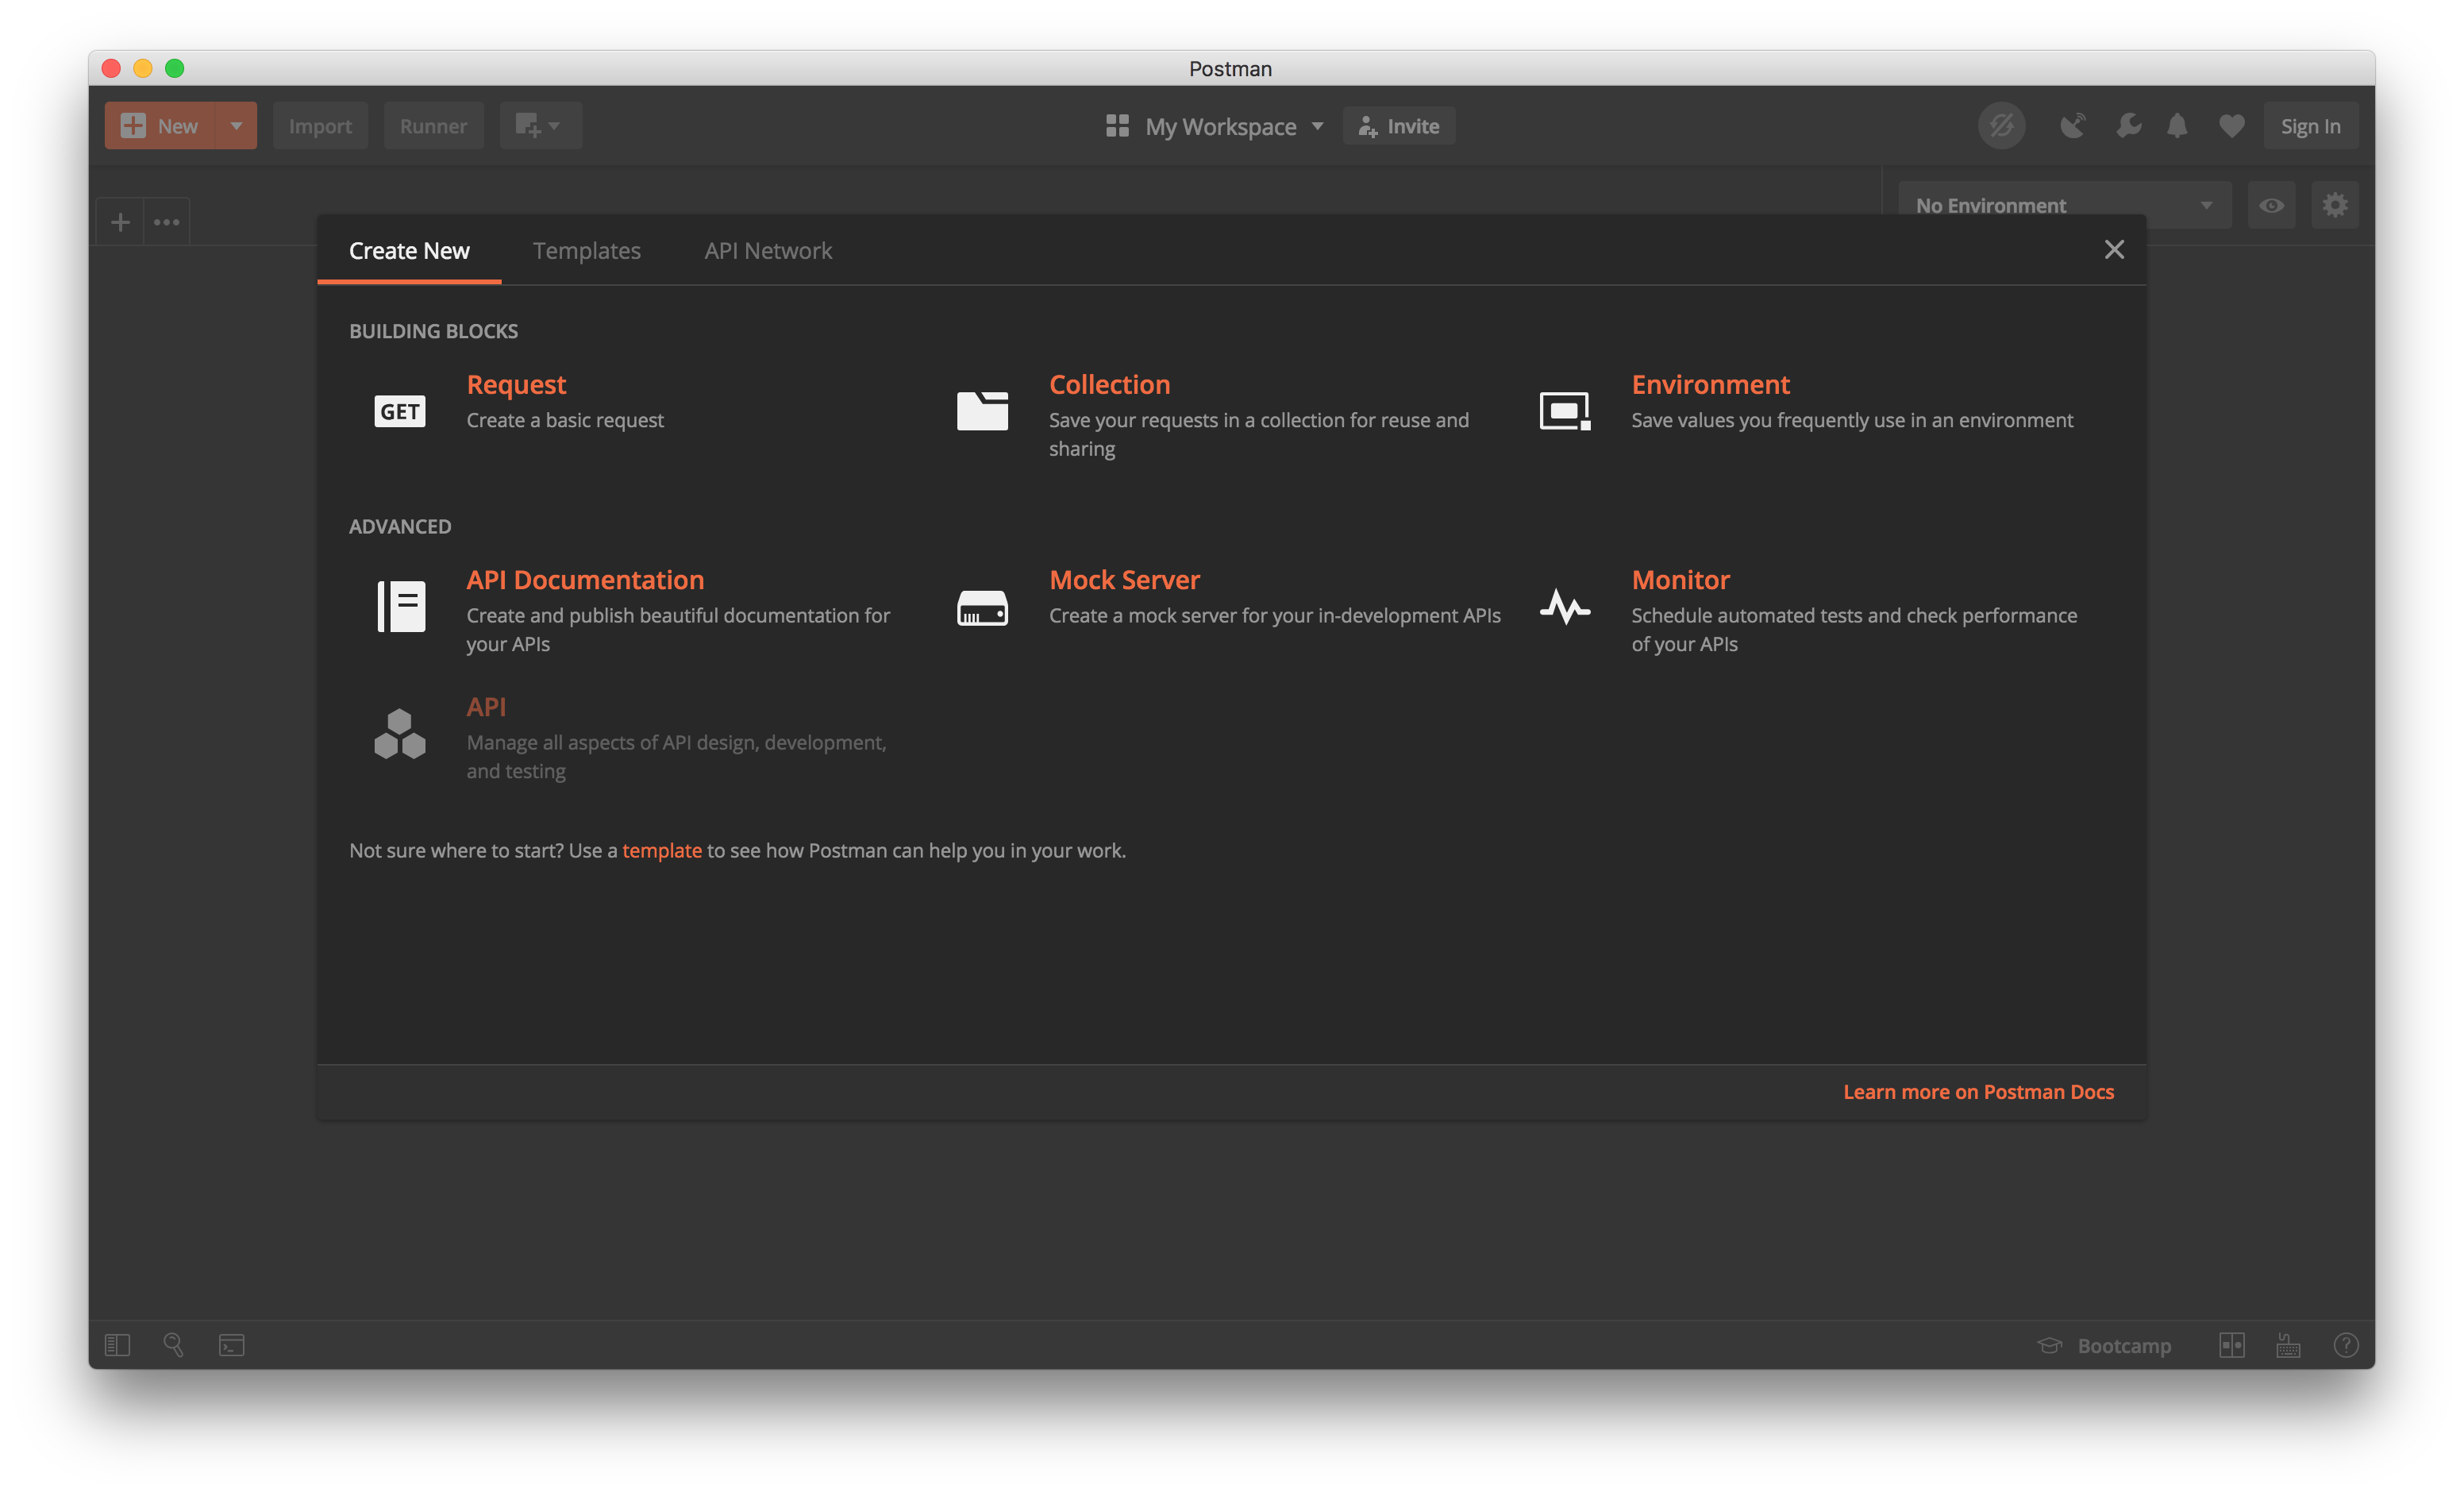 Postman
New
Import
Runner
My Workspace
Invite
Sign In
No Environment
Create New
Templates
API Network
BUILDING BLOCKS
GET
Request
Create a basic request
Collection
Save your requests in a collection for reuse and
sharing
Environment
Save values you frequently use in an environment
ADVANCED
API Documentation
Create and publish beautiful documentation for
your APIs
Mock Server
Create a mock server for your in-development APIs
Monitor
Schedule automated tests and check performance
of your APIs
API
Manage all aspects of API design, development,
and testing
Not sure where to start? Use a template to see how Postman can help you in your work.
Learn more on Postman Docs
Bootcamp